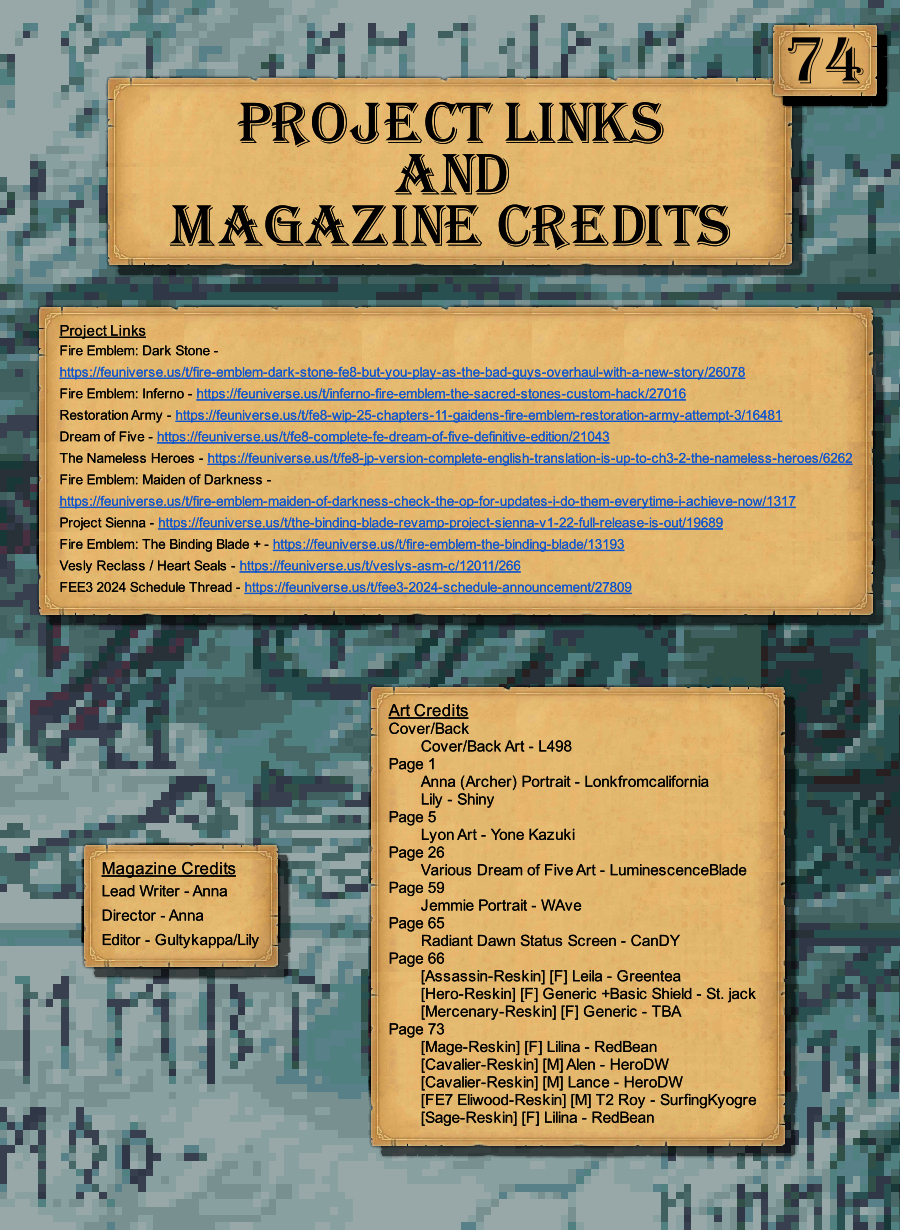 74
PROJECT LINKS
AND
MAGAZINE CREDITS
Project Links
Fire Emblem: Dark Stone -
https://feuniverse.us/t/fire-emblem-dark-stone-fe8-but-you-play-as-the-bad-guys-overhaul-with-a-new-story/26078
Fire Emblem: Inferno - https://feuniverse.us/t/inferno-fire-emblem-the-sacred-stones-custom-hack/27016
Restoration Army - https://feuniverse.us/t/fe8-wip-25-chapters-11-gaidens-fire-emblem-restoration-army-attempt-3/16481
Dream of Five - https://feuniverse.us/t/fe8-complete-fe-dream-of-five-definitive-edition/21043
The Nameless Heroes - https://feuniverse.us/t/fe8-jp-version-complete-english-translation-is-up-to-ch3-2-the-nameless-heroes/6262
Fire Emblem: Maiden of Darkness -
https://feuniverse.us/t/fire-emblem-maiden-of-darkness-check-the-op-for-updates-i-do-them-everytime-i-achieve-now/1317
Project Sienna - https://feuniverse.us/t/the-binding-blade-revamp-project-sienna-v1-22-full-release-is-out/19689
Fire Emblem: The Binding Blade + - https://feuniverse.us/t/fire-emblem-the-binding-blade/13193
Vesly Reclass / Heart Seals - https://feuniverse.us/t/veslys-asm-c/12011/266
FEE3 2024 Schedule Thread - https://feuniverse.us/t/fee3-2024-schedule-announcement/27809
Magazine Credits
Lead Writer - Anna
Director - Anna
Editor - Gultykappa/Lily
Art Credits
Cover/Back
Cover/Back Art - L498
Page 1
Anna (Archer) Portrait - Lonkfromcalifornia
Lily - Shiny
Page 5
Lyon Art - Yone Kazuki
Page 26
Various Dream of Five Art - LuminescenceBlade
Page 59
Jemmie Portrait - WAve
Page 65
Radiant Dawn Status Screen - CanDY
Page 66
[Assassin-Reskin] [F] Leila - Greentea
[Hero-Reskin] [F] Generic +Basic Shield - St. jack
[Mercenary-Reskin] [F] Generic - TBA
Page 73
[Mage-Reskin] [F] Lilina - RedBean
[Cavalier-Reskin] [M] Alen - HeroDW
[Cavalier-Reskin] [M] Lance - HeroDW
[FE7 Eliwood-Reskin] [M] T2 Roy - SurfingKyogre
[Sage-Reskin] [F] Lilina - RedBean